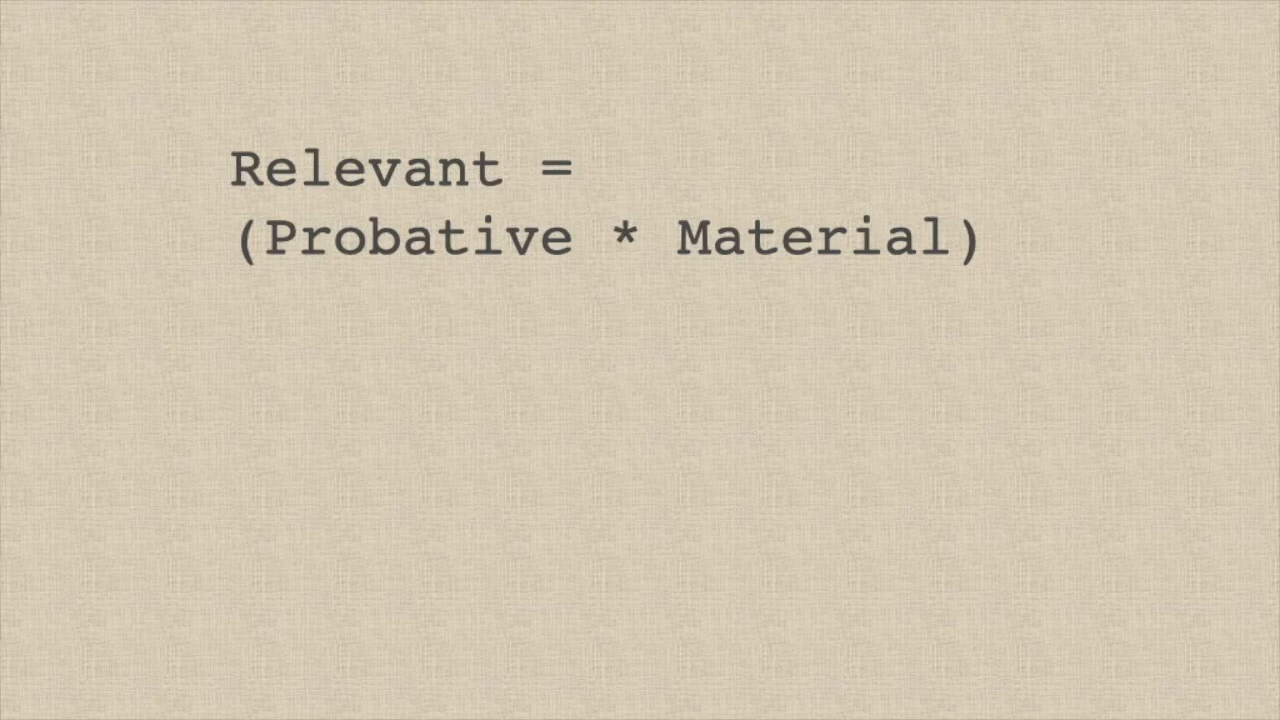 Relevant =
(Probative * Material)